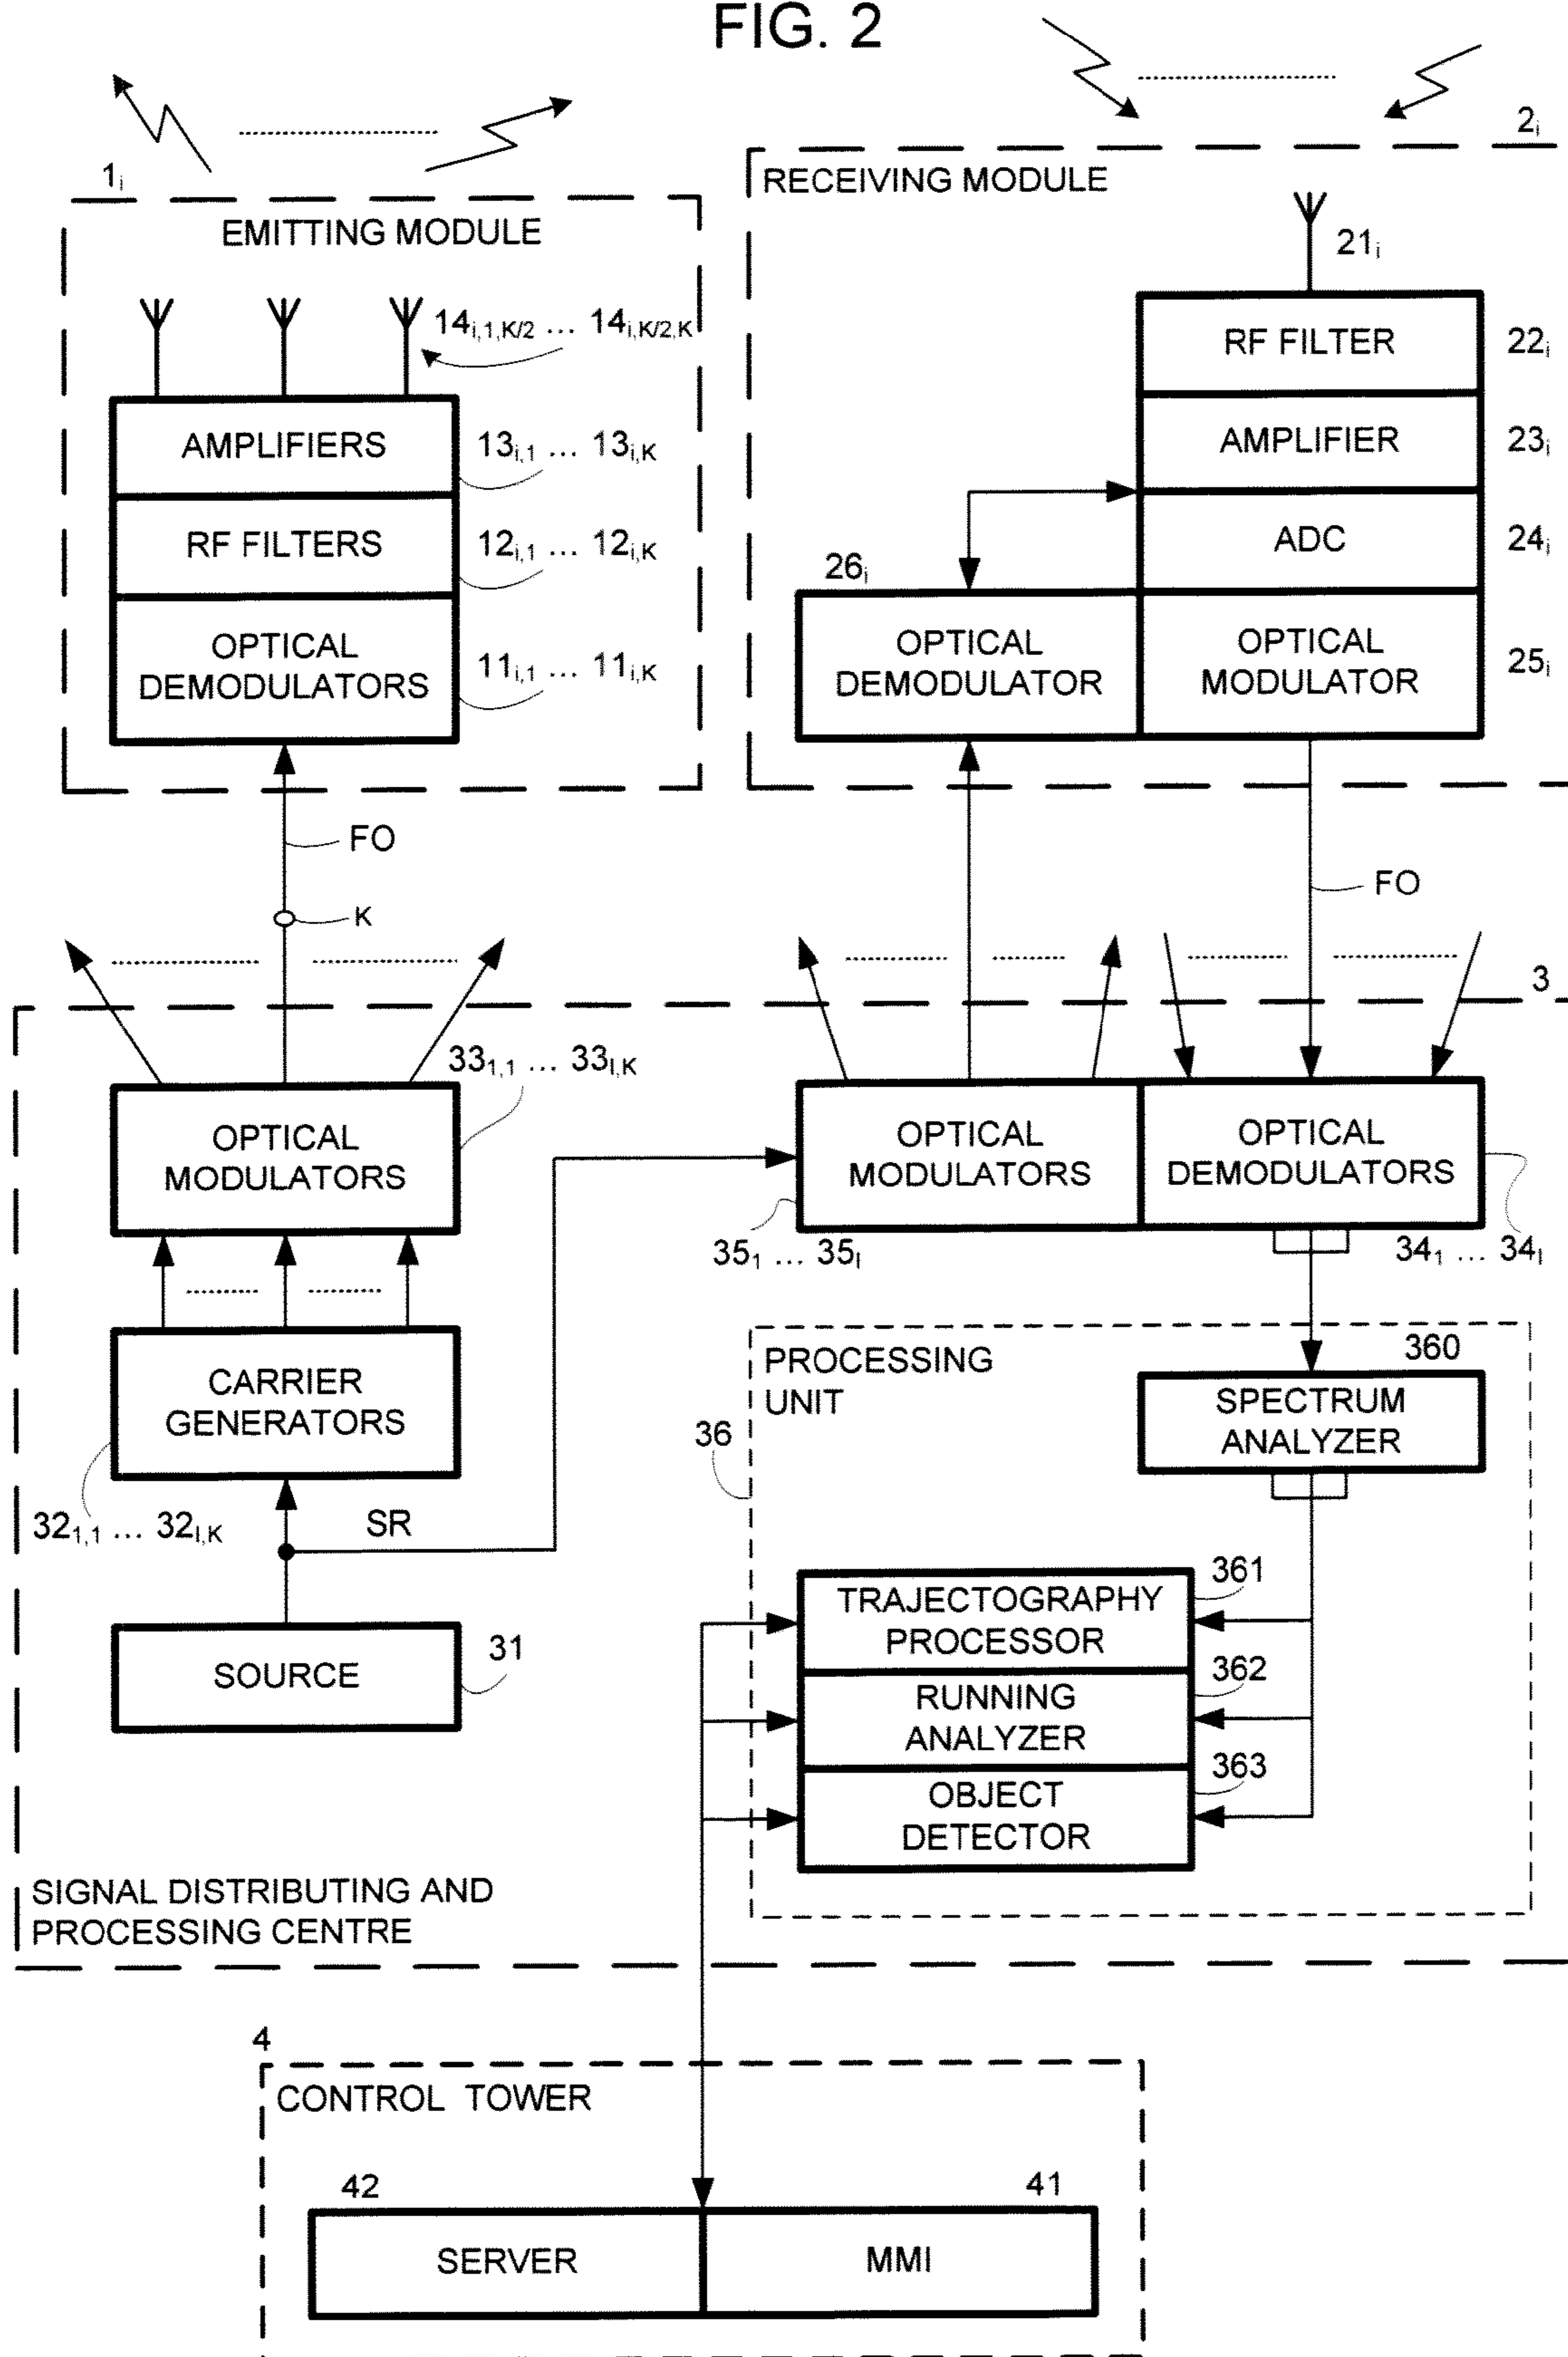 FIG. 2
1i
EMITTING MODULE
14i,1,K/2 ... 14i,K/2,K
AMPLIFIERS
13i,1 ... 13i,K
RF FILTERS
12i,1 ... 12i,K
OPTICAL
DEMODULATORS
11i,1 ... 11i,K
FO
K
2i
RECEIVING MODULE
21i
RF FILTER
22i
AMPLIFIER
23i
ADC
24i
26i
OPTICAL
DEMODULATOR
OPTICAL
MODULATOR
25i
FO
3
331,1 ... 33I,K
OPTICAL
MODULATORS
CARRIER
GENERATORS
321,1 ... 32I,K
SR
SOURCE
31
OPTICAL
MODULATORS
351 ... 35I
OPTICAL
DEMODULATORS
341 ... 34I
PROCESSING
UNIT
36
360
SPECTRUM
ANALYZER
361
TRAJECTOGRAPHY
PROCESSOR
362
RUNNING
ANALYZER
363
OBJECT
DETECTOR
SIGNAL DISTRIBUTING AND
PROCESSING CENTRE
4
CONTROL TOWER
42
41
SERVER
MMI